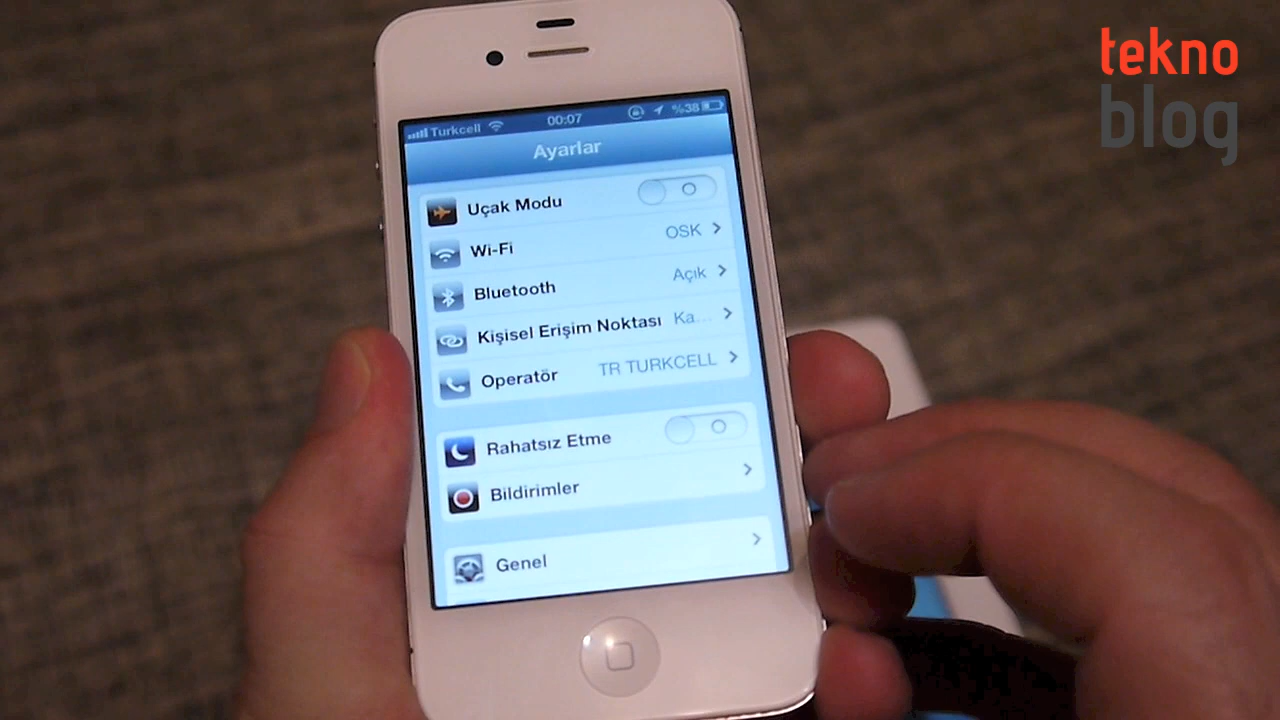 tekno
blog
Turkcell 00:07 %38
Ayarlar
Uçak Modu
Wi-Fi OSK
Bluetooth Açık
Kişisel Erişim Noktası Ka...
Operatör TR TURKCELL
Rahatsız Etme
Bildirimler
Genel